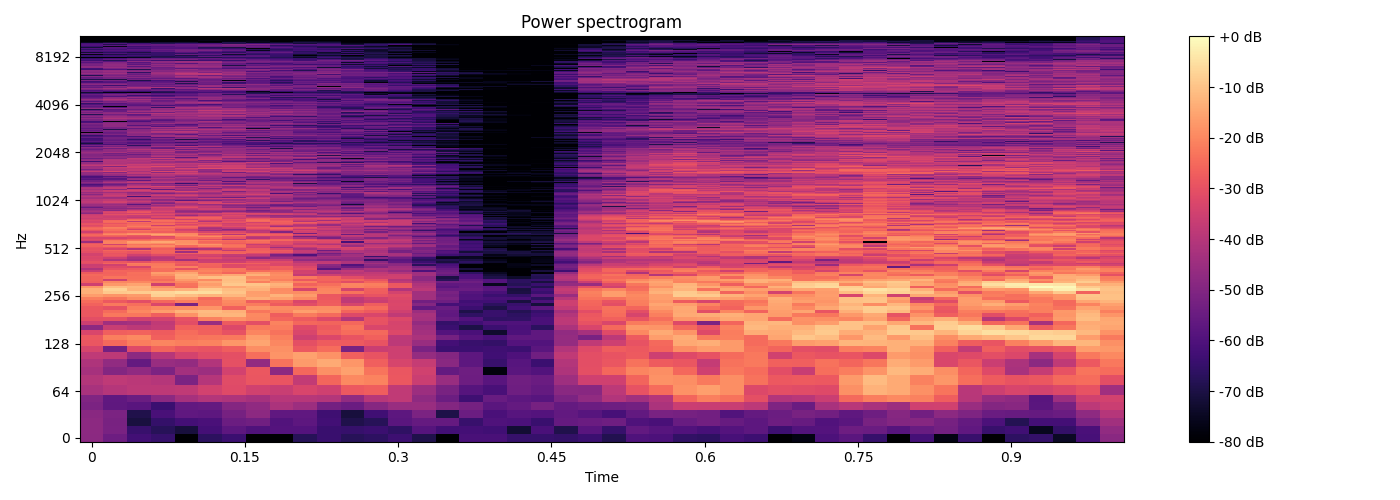 Power spectrogram
Hz
8192
4096
2048
1024
512
256
128
64
0
0 0.15 0.3 0.45 0.6 0.75 0.9
Time
+0 dB
-10 dB
-20 dB
-30 dB
-40 dB
-50 dB
-60 dB
-70 dB
-80 dB